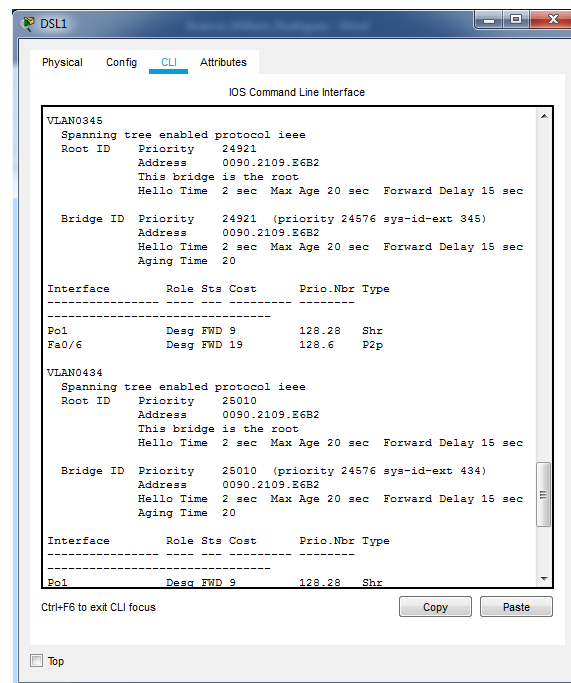 DSL1
Physical Config CLI Attributes
IOS Command Line Interface
VLAN0345
  Spanning tree enabled protocol ieee
  Root ID    Priority    24921
             Address     0090.2109.E6B2
             This bridge is the root
             Hello Time  2 sec  Max Age 20 sec  Forward Delay 15 sec
  Bridge ID  Priority    24921  (priority 24576 sys-id-ext 345)
             Address     0090.2109.E6B2
             Hello Time  2 sec  Max Age 20 sec  Forward Delay 15 sec
             Aging Time  20
Interface        Role Sts Cost      Prio.Nbr Type
---------------- ---- --- --------- --------
--------------------------------
Po1              Desg FWD 9         128.28   Shr
Fa0/6            Desg FWD 19        128.6    P2p
VLAN0434
  Spanning tree enabled protocol ieee
  Root ID    Priority    25010
             Address     0090.2109.E6B2
             This bridge is the root
             Hello Time  2 sec  Max Age 20 sec  Forward Delay 15 sec
  Bridge ID  Priority    25010  (priority 24576 sys-id-ext 434)
             Address     0090.2109.E6B2
             Hello Time  2 sec  Max Age 20 sec  Forward Delay 15 sec
             Aging Time  20
Interface        Role Sts Cost      Prio.Nbr Type
---------------- ---- --- --------- --------
--------------------------------
Po1              Desg FWD 9         128.28   Shr
Ctrl+F6 to exit CLI focus
Copy Paste
Top